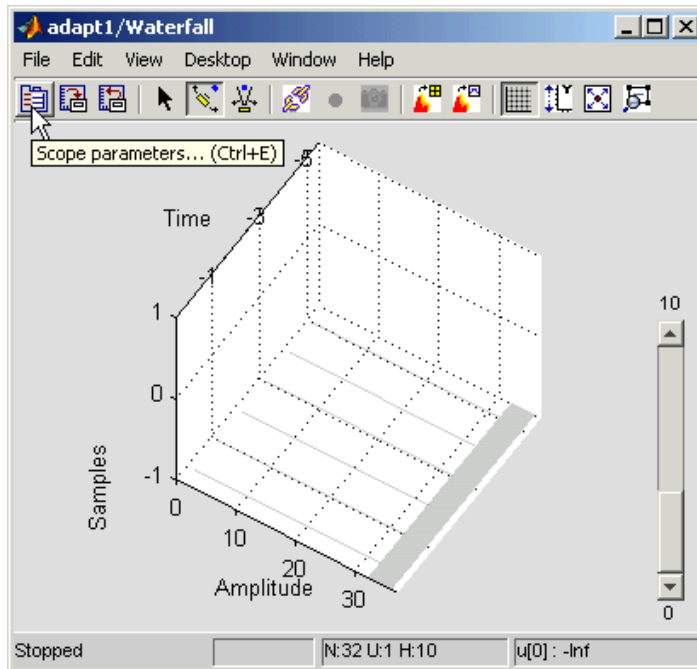 adapt1/Waterfall
File Edit View Desktop Window Help
Scope parameters... (Ctrl+E)
-5
Time
-3
-1
1
0
-1
Samples
0
10
20
30
Amplitude
10
0
Stopped
N:32 U:1 H:10
u[0] : -Inf